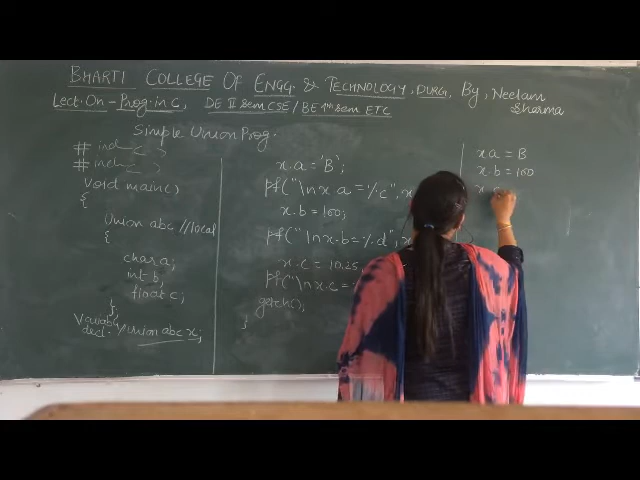 BHARTI COLLEGE OF ENGG. & TECHNOLOGY, DURG, By, Neelam Sharma
Lect. On - Prog. in C, DE II sem CSE / BE 1st sem ETC
Simple Union Prog.
# incl < >
# incl < >
Void main()
{
Union abc //local
{
char a;
int b;
float c;
};
Variable decl. // union abc x;
x.a = 'B';
pf("\n x.a = %c", x
x.b = 100;
pf("\n x.b = %d", x
x.c = 10.25
pf("\n x.c =
getch();
}
x.a = B
x.b = 100
x